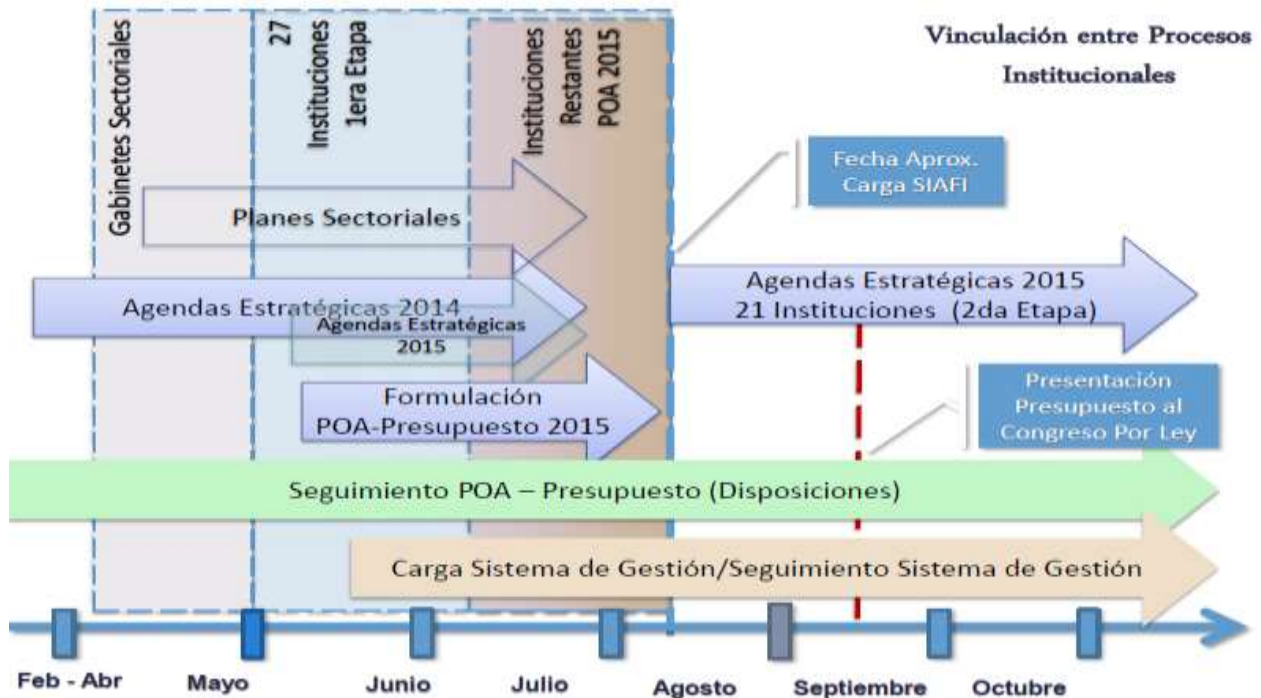 Vinculación entre Procesos
Institucionales
Gabinetes Sectoriales
27
Instituciones
1era Etapa
Instituciones
Restantes
POA 2015
Fecha Aprox.
Carga SIAFI
Planes Sectoriales
Agendas Estratégicas 2014
Agendas Estratégicas
2015
Agendas Estratégicas 2015
21 Instituciones (2da Etapa)
Formulación
POA-Presupuesto 2015
Presentación
Presupuesto al
Congreso Por Ley
Seguimiento POA – Presupuesto (Disposiciones)
Carga Sistema de Gestión/Seguimiento Sistema de Gestión
Feb - Abr Mayo Junio Julio Agosto Septiembre Octubre